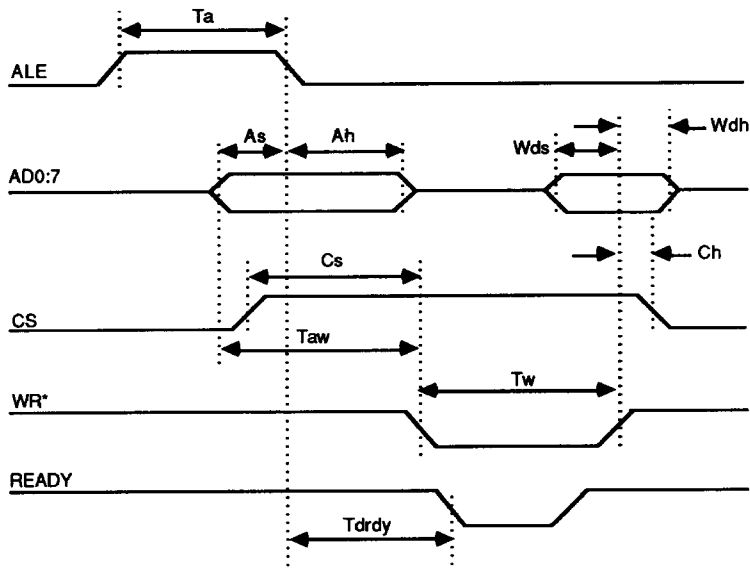 Ta
ALE
As
Ah
Wds
Wdh
AD0:7
Cs
Ch
CS
Taw
Tw
WR*
READY
Tdrdy